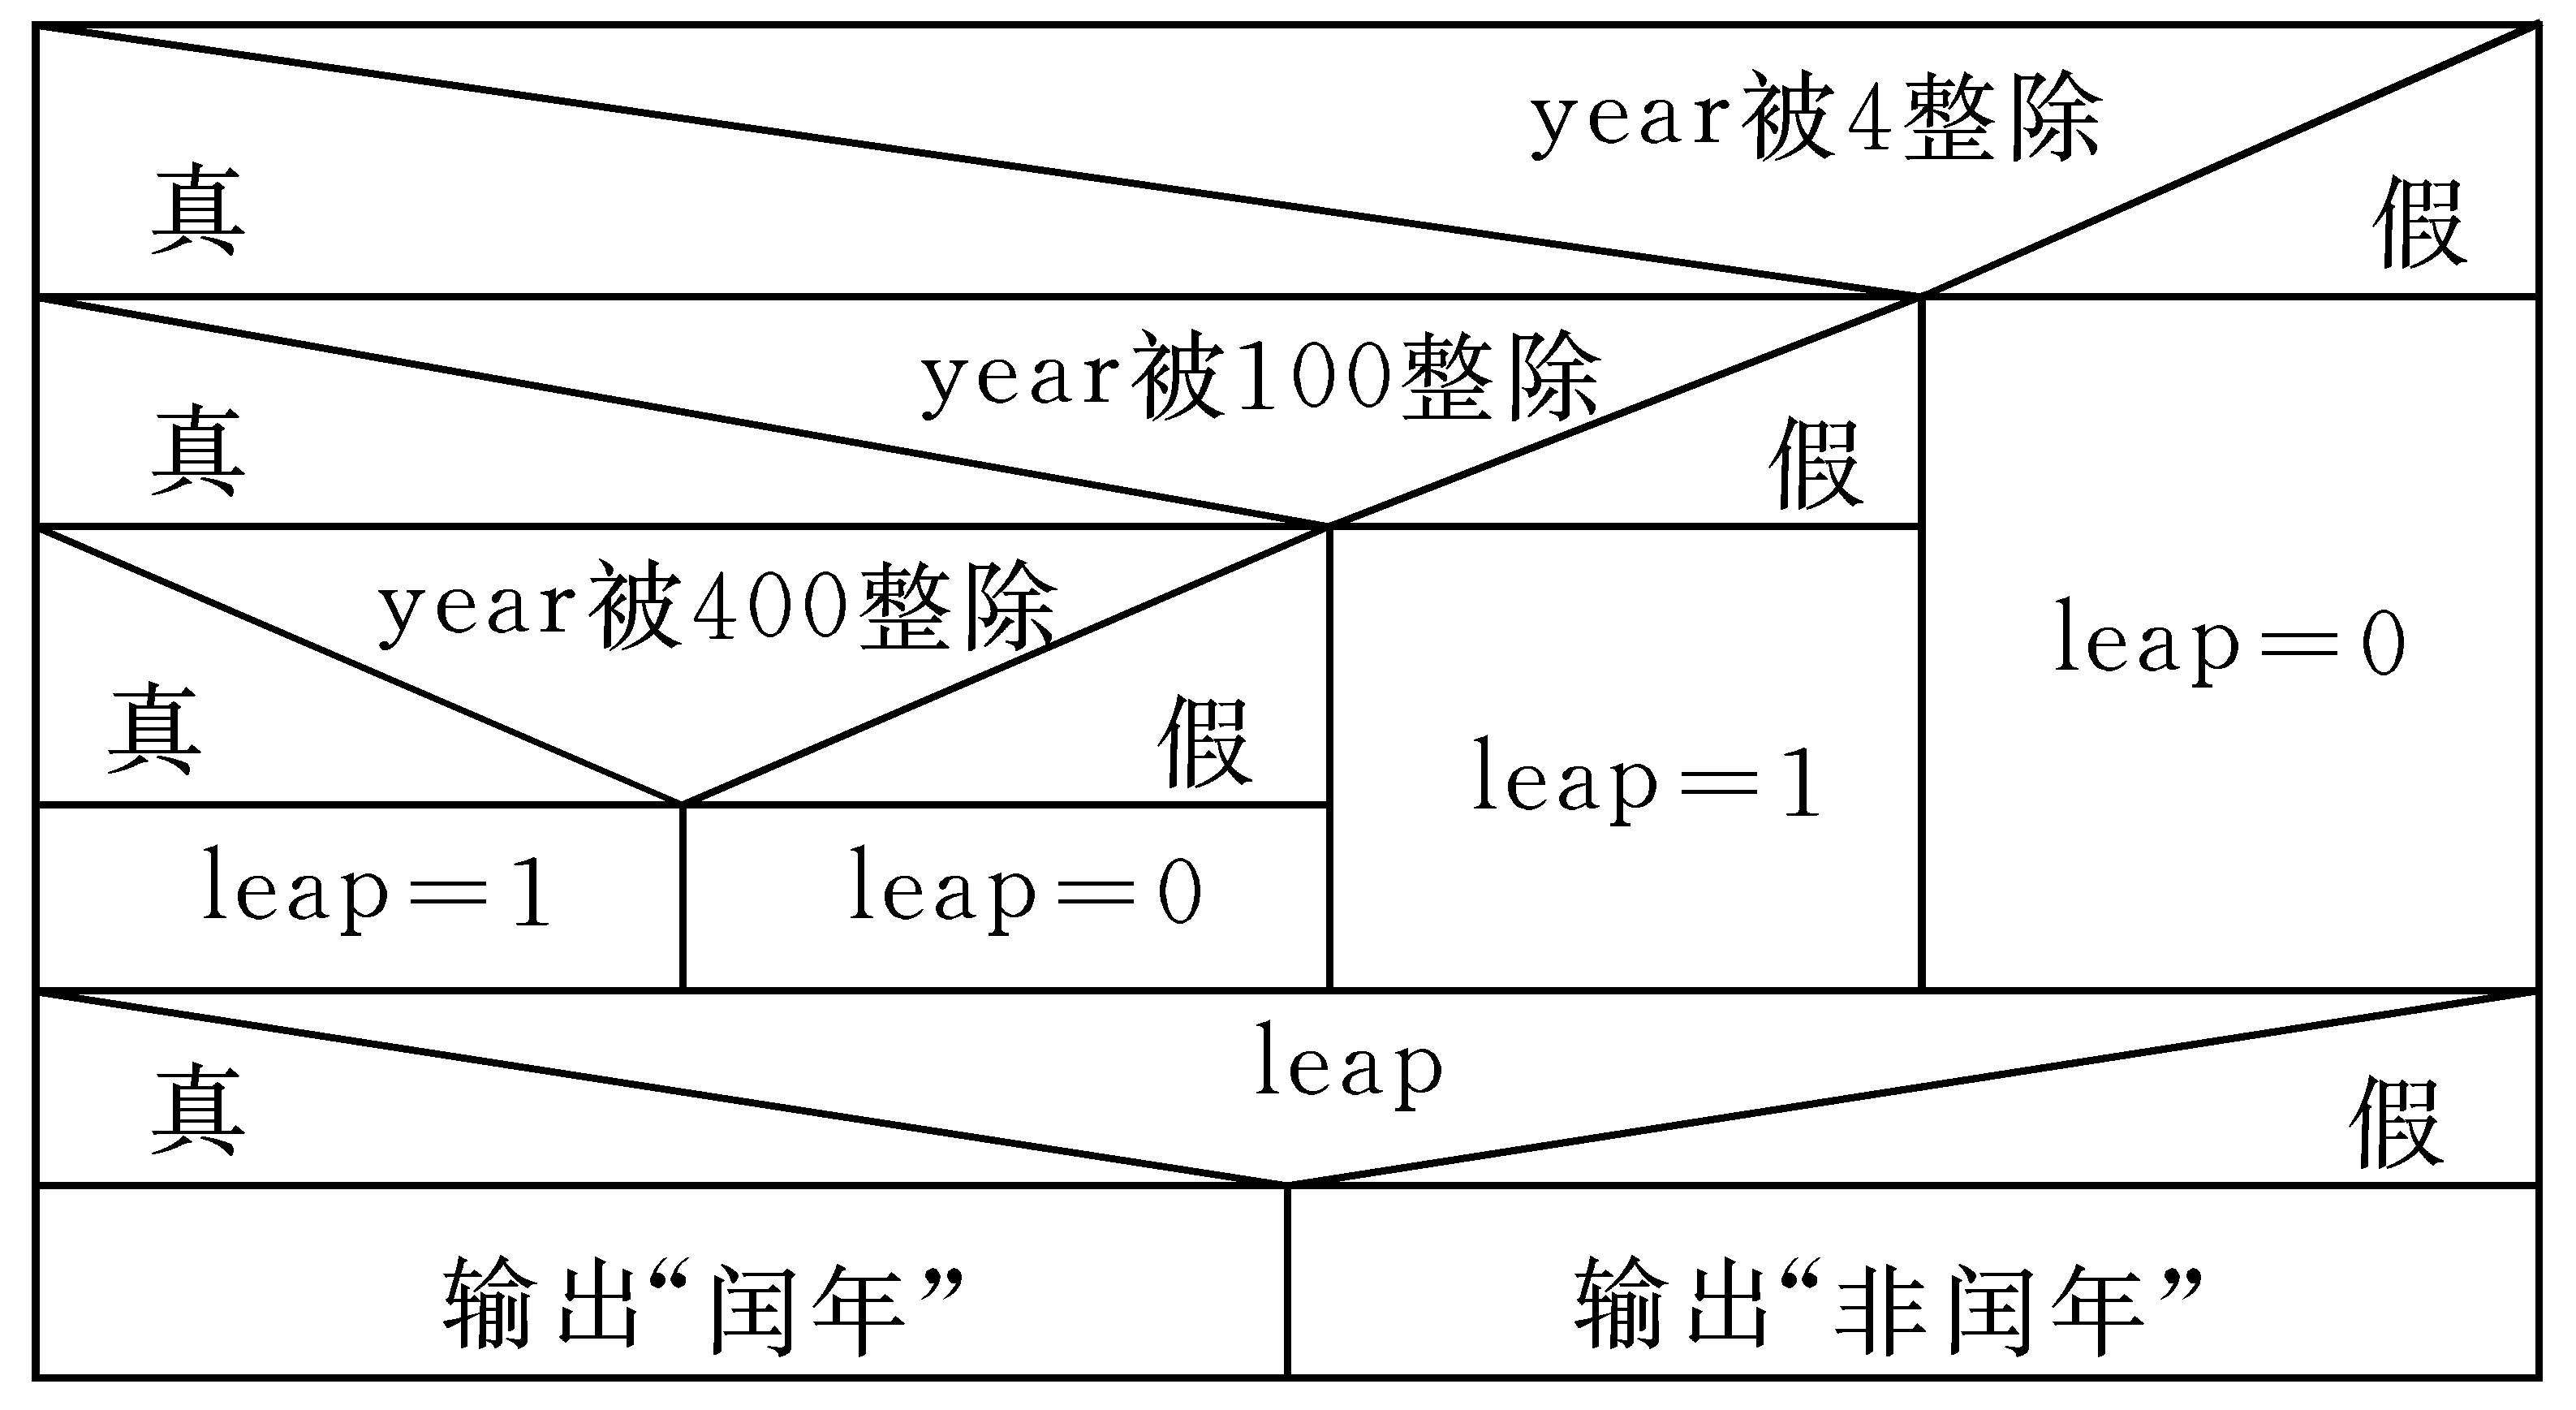 year被4整除
真
假
year被100整除
真
假
year被400整除
真
假
leap=0
leap=1
leap=1
leap=0
leap
真
假
输出“闰年”
输出“非闰年”